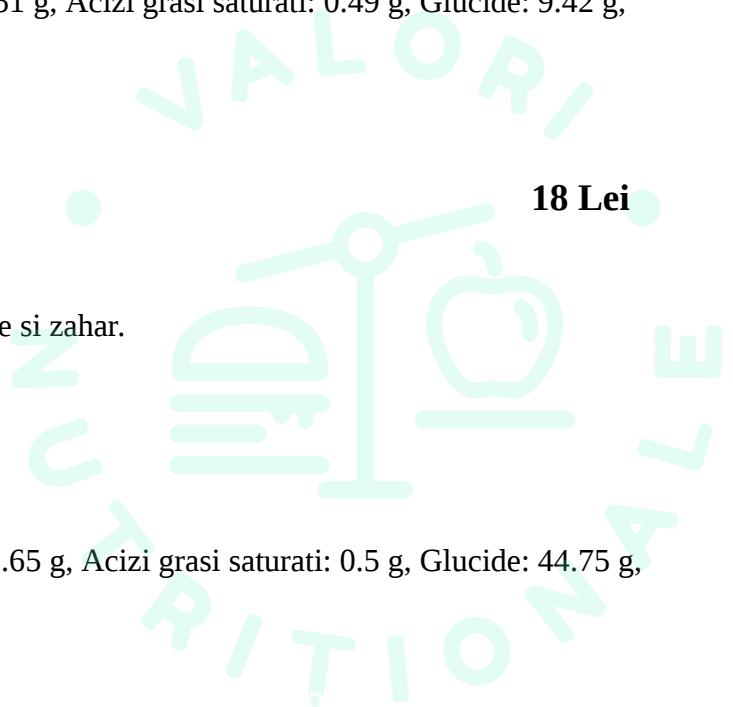 51 g, Acizi grasi saturati: 0.49 g, Glucide: 9.42 g,
VALORI
18 Lei
e si zahar.
.65 g, Acizi grasi saturati: 0.5 g, Glucide: 44.75 g,
NUTRITIONALE